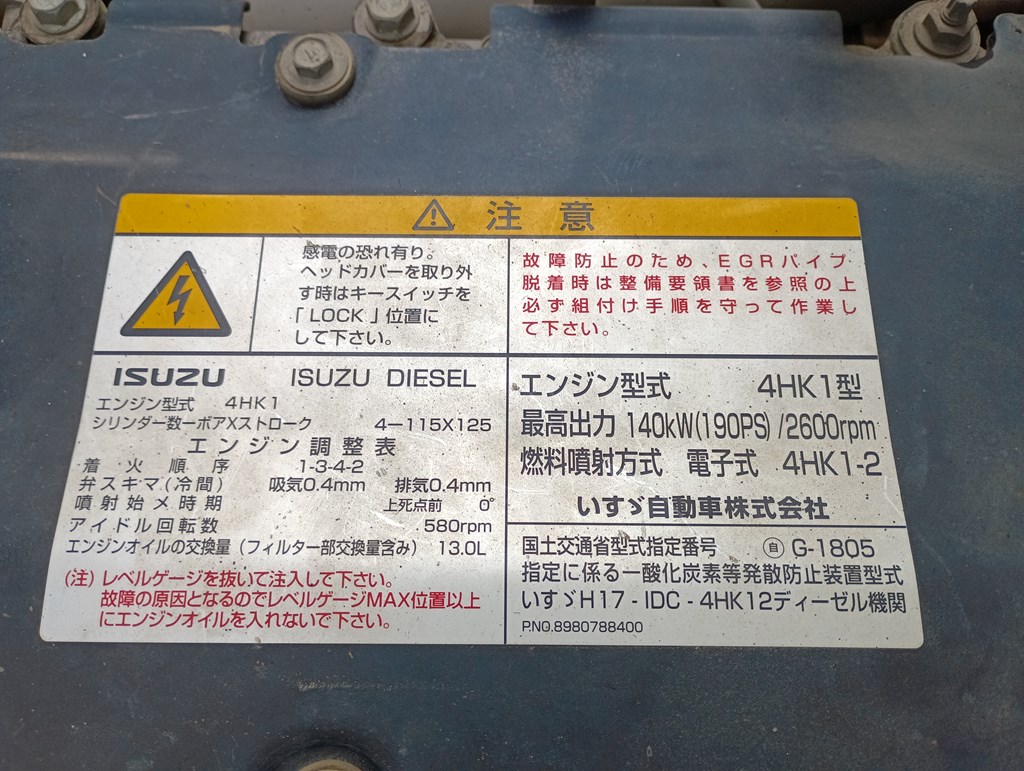 ⚠ 注意
感電の恐れ有り。
ヘッドカバーを取り外
す時はキースイッチを
「LOCK」位置に
して下さい。
故障防止のため、EGRパイプ
脱着時は整備要領書を参照の上
必ず組付け手順を守って作業し
て下さい。
ISUZU ISUZU DIESEL
エンジン型式 4HK1
シリンダー数ーボアXストローク 4ー115X125
エンジン調整表
着火順序 1-3-4-2
弁スキマ(冷間) 吸気0.4mm 排気0.4mm
噴射始メ時期 上死点前 0°
アイドル回転数 580rpm
エンジンオイルの交換量(フィルター部交換量含み) 13.0L
(注)レベルゲージを抜いて注入して下さい。
故障の原因となるのでレベルゲージMAX位置以上
にエンジンオイルを入れないで下さい。
エンジン型式 4HK1型
最高出力 140kW(190PS)/2600rpm
燃料噴射方式 電子式 4HK1-2
いすゞ自動車株式会社
国土交通省型式指定番号 ㊀自 G-1805
指定に係る一酸化炭素等発散防止装置型式
いすゞH17-IDC-4HK12ディーゼル機関
P.NO.8980788400